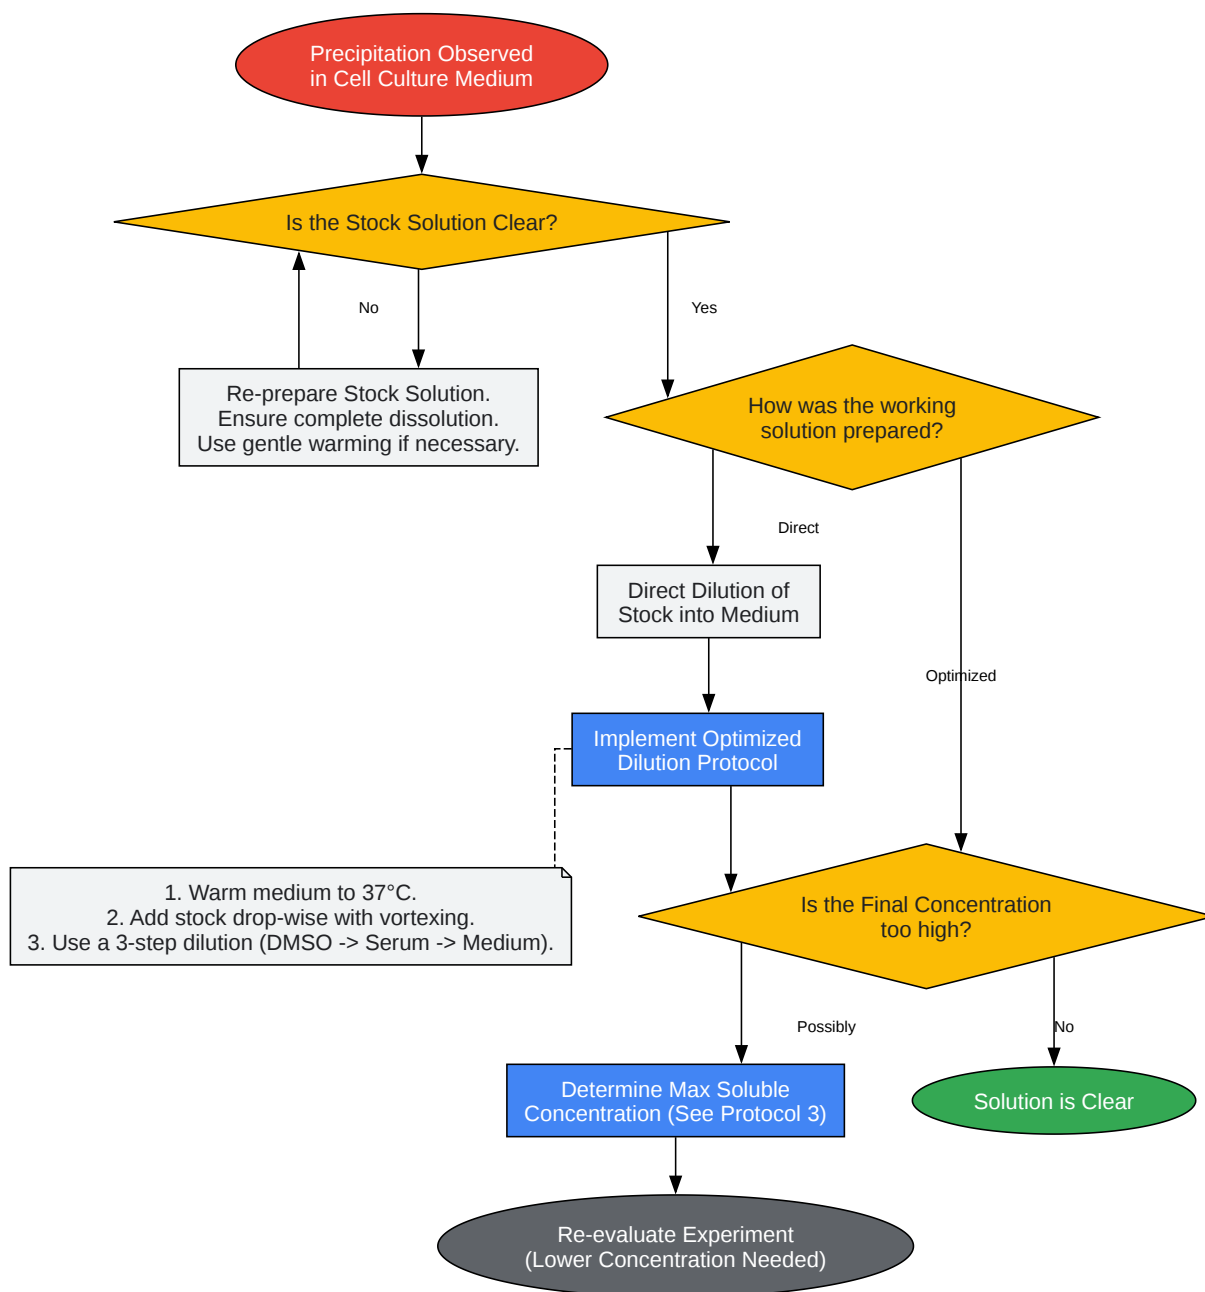 Precipitation Observed
in Cell Culture Medium
Is the Stock Solution Clear?
No
Yes
Re-prepare Stock Solution.
Ensure complete dissolution.
Use gentle warming if necessary.
How was the working
solution prepared?
Direct
Direct Dilution of
Stock into Medium
Optimized
Implement Optimized
Dilution Protocol
1. Warm medium to 37°C.
2. Add stock drop-wise with vortexing.
3. Use a 3-step dilution (DMSO -> Serum -> Medium).
Is the Final Concentration
too high?
Possibly
No
Determine Max Soluble
Concentration (See Protocol 3)
Solution is Clear
Re-evaluate Experiment
(Lower Concentration Needed)